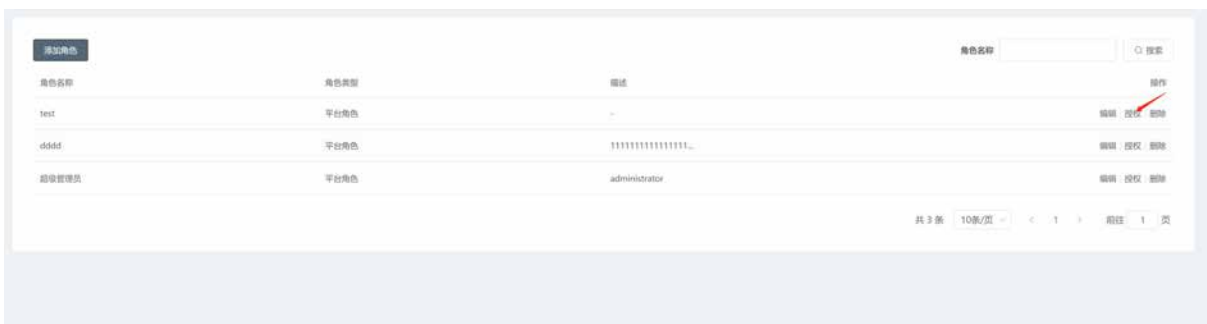 添加角色 角色名称 搜索
角色名称 角色类型 描述 操作
test 平台角色 - 编辑 授权 删除
dddd 平台角色 1111111111111111... 编辑 授权 删除
超级管理员 平台角色 administrator 编辑 授权 删除
共 3 条 10条/页 < 1 > 前往 1 页